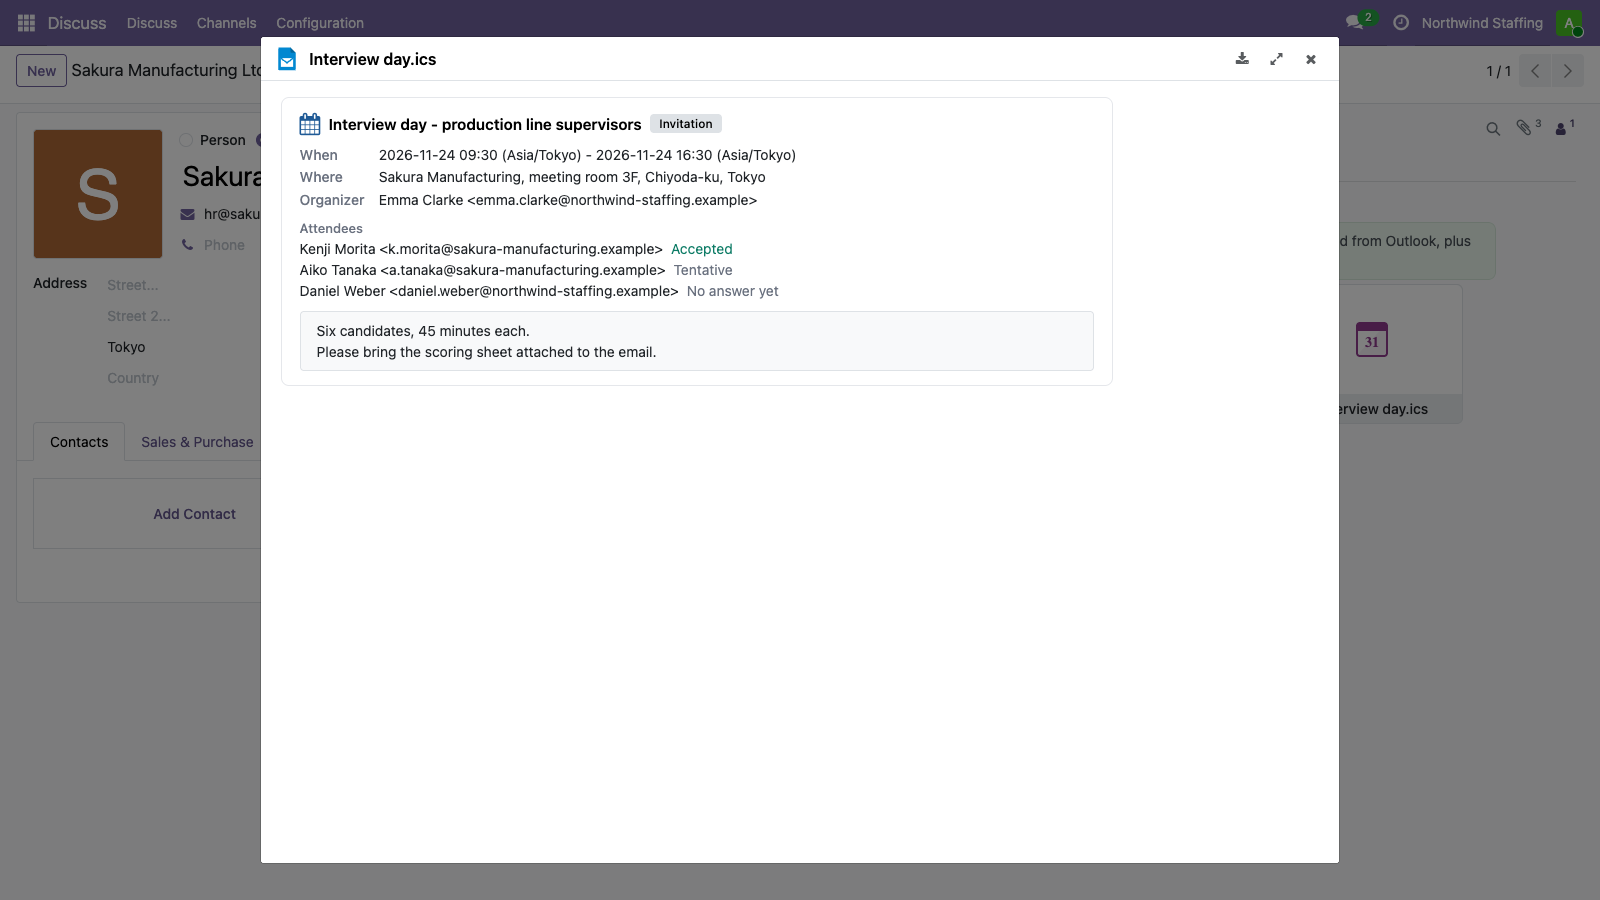 Discuss
Discuss
Channels
Configuration
2
Northwind Staffing
A
New
Sakura Manufacturing Ltd
1 / 1
Interview day.ics
Interview day - production line supervisors
Invitation
When
2026-11-24 09:30 (Asia/Tokyo) - 2026-11-24 16:30 (Asia/Tokyo)
Where
Sakura Manufacturing, meeting room 3F, Chiyoda-ku, Tokyo
Organizer
Emma Clarke <emma.clarke@northwind-staffing.example>
Attendees
Kenji Morita <k.morita@sakura-manufacturing.example> Accepted
Aiko Tanaka <a.tanaka@sakura-manufacturing.example> Tentative
Daniel Weber <daniel.weber@northwind-staffing.example> No answer yet
Six candidates, 45 minutes each.
Please bring the scoring sheet attached to the email.
S
Person
Sakura
hr@saku
Phone
Address
Street...
Street 2...
Tokyo
Country
Contacts
Sales & Purchase
Add Contact
3
1
d from Outlook, plus
31
erview day.ics